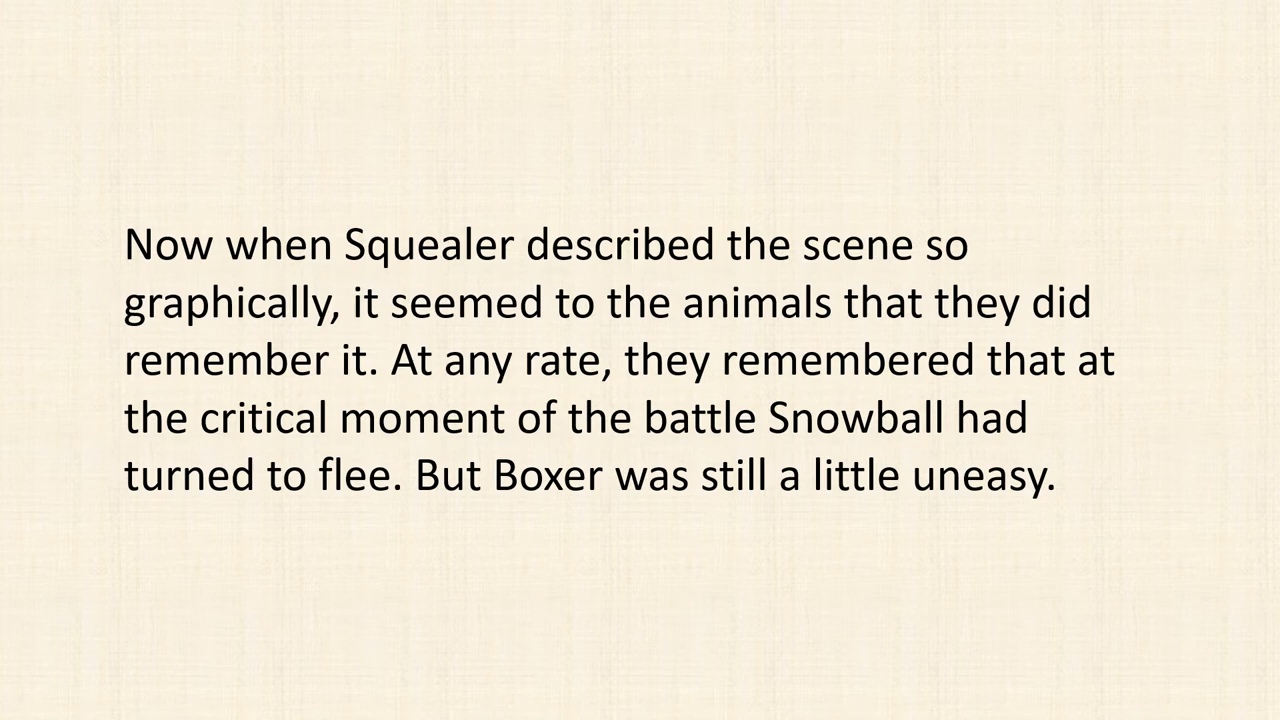 Now when Squealer described the scene so
graphically, it seemed to the animals that they did
remember it. At any rate, they remembered that at
the critical moment of the battle Snowball had
turned to flee. But Boxer was still a little uneasy.